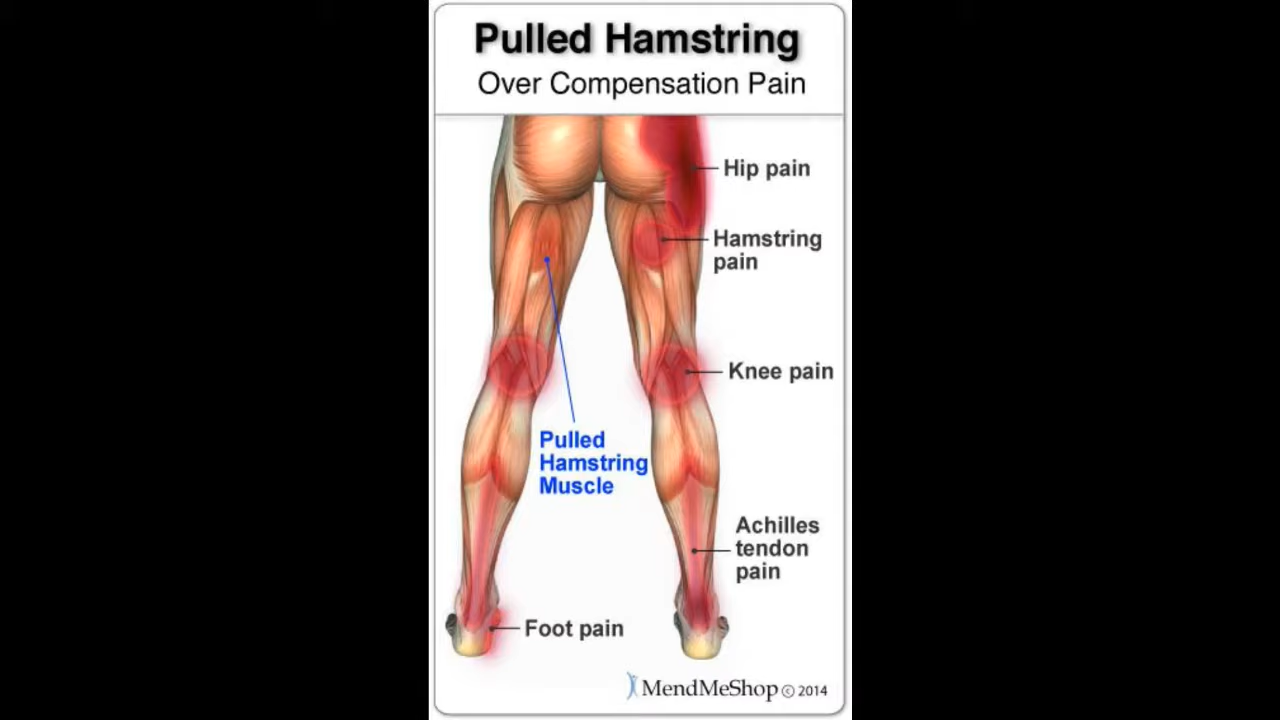 Pulled Hamstring
Over Compensation Pain
Hip pain
Hamstring
pain
Knee pain
Pulled
Hamstring
Muscle
Achilles
tendon
pain
Foot pain
MendMeShop © 2014